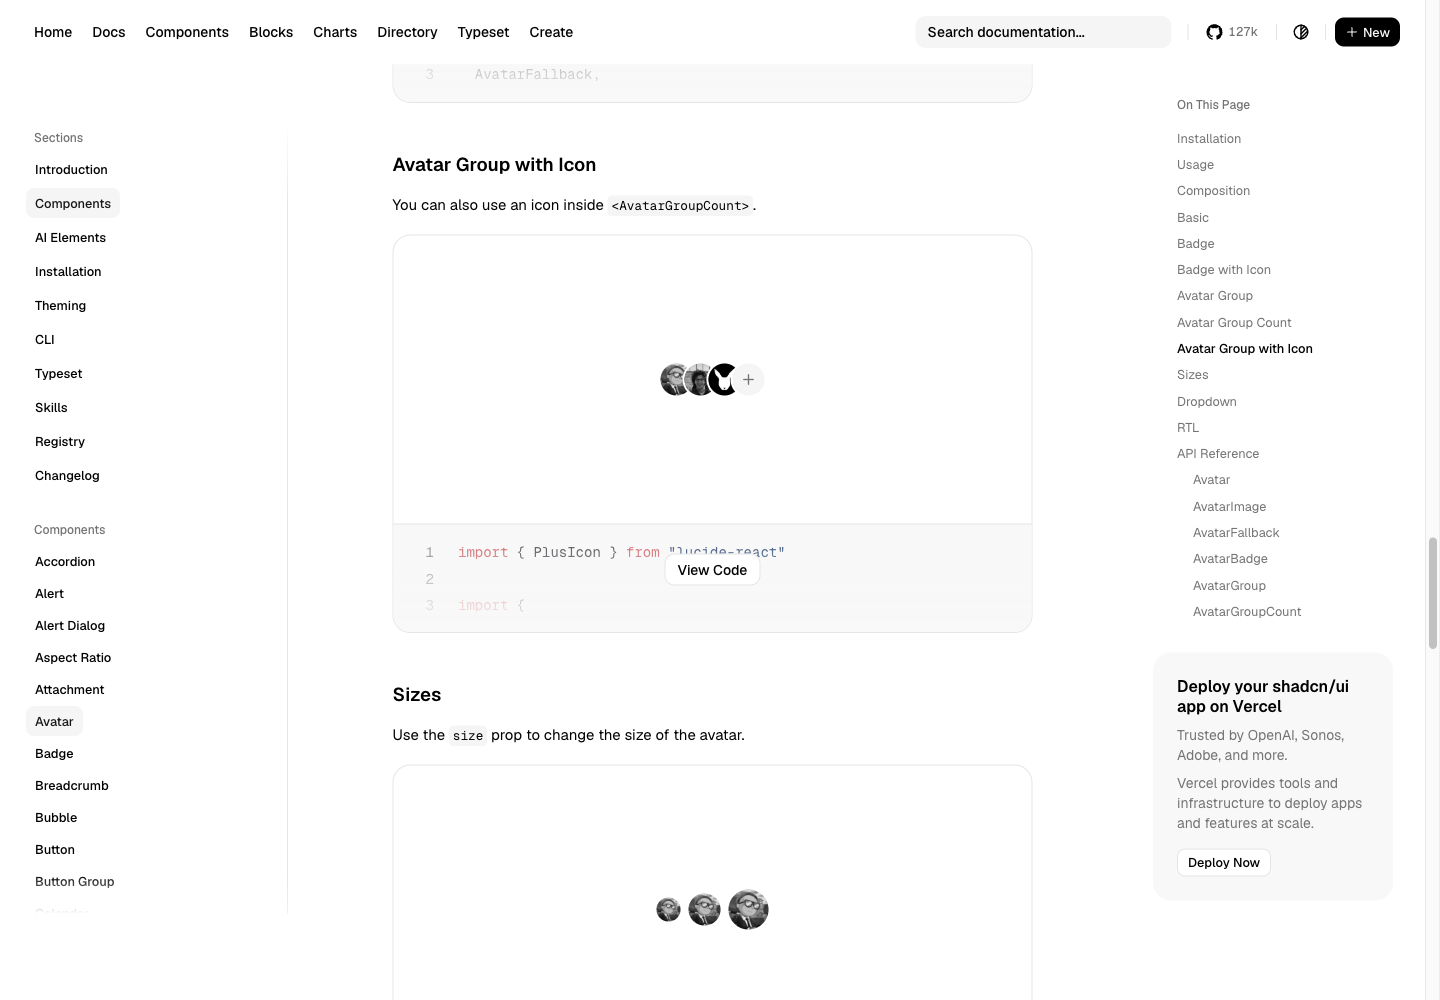 Home Docs Components Blocks Charts Directory Typeset Create
Search documentation...
127k
New
Sections
Introduction
Components
AI Elements
Installation
Theming
CLI
Typeset
Skills
Registry
Changelog
Components
Accordion
Alert
Alert Dialog
Aspect Ratio
Attachment
Avatar
Badge
Breadcrumb
Bubble
Button
Button Group
Calendar
3 AvatarFallback,
Avatar Group with Icon
You can also use an icon inside <AvatarGroupCount>.
1 import { PlusIcon } from "lucide-react"
2
View Code
3 import {
Sizes
Use the size prop to change the size of the avatar.
On This Page
Installation
Usage
Composition
Basic
Badge
Badge with Icon
Avatar Group
Avatar Group Count
Avatar Group with Icon
Sizes
Dropdown
RTL
API Reference
Avatar
AvatarImage
AvatarFallback
AvatarBadge
AvatarGroup
AvatarGroupCount
Deploy your shadcn/ui
app on Vercel
Trusted by OpenAI, Sonos,
Adobe, and more.
Vercel provides tools and
infrastructure to deploy apps
and features at scale.
Deploy Now